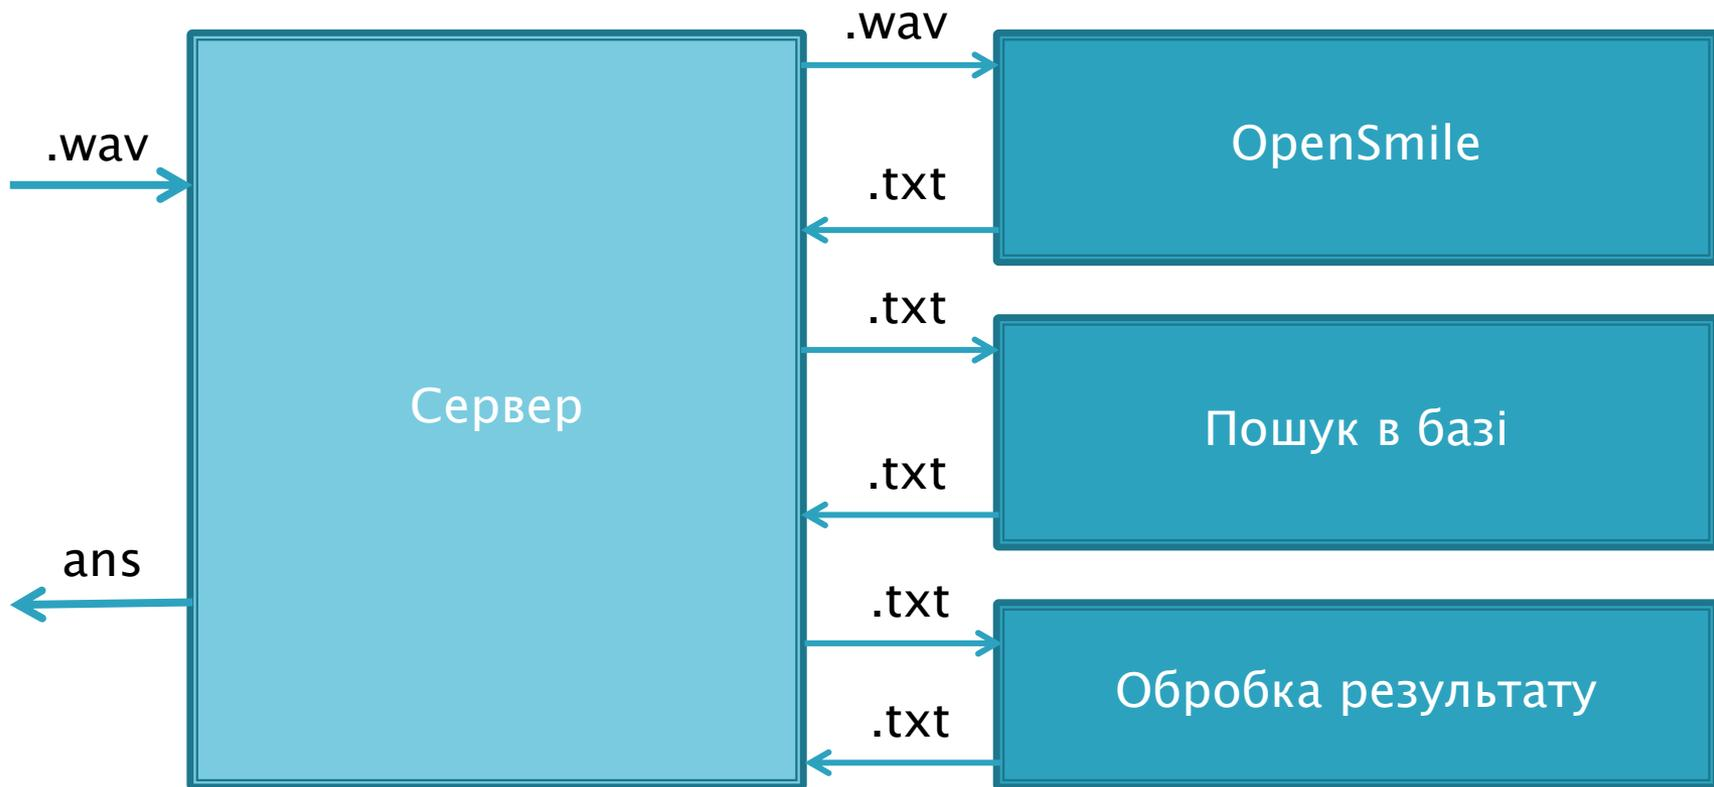 .wav
.wav
OpenSmile
.txt
.txt
Сервер
Пошук в базі
.txt
ans
.txt
Обробка результату
.txt